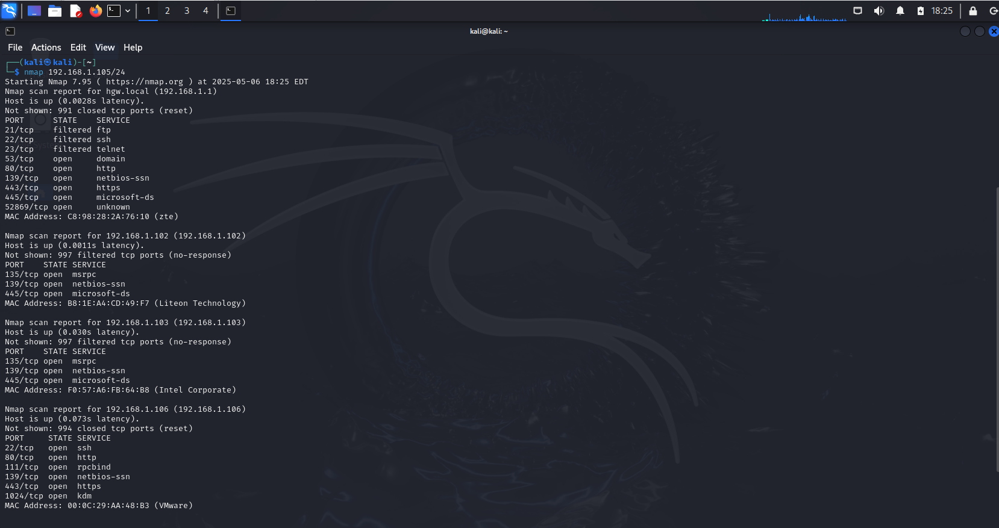 1 2 3 4
18:25
kali@kali: ~
File Actions Edit View Help
┌──(kali㉿kali)-[~]
└─$ nmap 192.168.1.105/24
Starting Nmap 7.95 ( https://nmap.org ) at 2025-05-06 18:25 EDT
Nmap scan report for hgw.local (192.168.1.1)
Host is up (0.0028s latency).
Not shown: 991 closed tcp ports (reset)
PORT      STATE    SERVICE
21/tcp    filtered ftp
22/tcp    filtered ssh
23/tcp    filtered telnet
53/tcp    open     domain
80/tcp    open     http
139/tcp   open     netbios-ssn
443/tcp   open     https
445/tcp   open     microsoft-ds
52869/tcp open     unknown
MAC Address: C8:98:28:2A:76:10 (zte)

Nmap scan report for 192.168.1.102 (192.168.1.102)
Host is up (0.0011s latency).
Not shown: 997 filtered tcp ports (no-response)
PORT    STATE SERVICE
135/tcp open  msrpc
139/tcp open  netbios-ssn
445/tcp open  microsoft-ds
MAC Address: B8:1E:A4:CD:49:F7 (Liteon Technology)

Nmap scan report for 192.168.1.103 (192.168.1.103)
Host is up (0.030s latency).
Not shown: 997 filtered tcp ports (no-response)
PORT    STATE SERVICE
135/tcp open  msrpc
139/tcp open  netbios-ssn
445/tcp open  microsoft-ds
MAC Address: F0:57:A6:FB:64:B8 (Intel Corporate)

Nmap scan report for 192.168.1.106 (192.168.1.106)
Host is up (0.073s latency).
Not shown: 994 closed tcp ports (reset)
PORT     STATE SERVICE
22/tcp   open  ssh
80/tcp   open  http
111/tcp  open  rpcbind
139/tcp  open  netbios-ssn
443/tcp  open  https
1024/tcp open  kdm
MAC Address: 00:0C:29:AA:48:B3 (VMware)